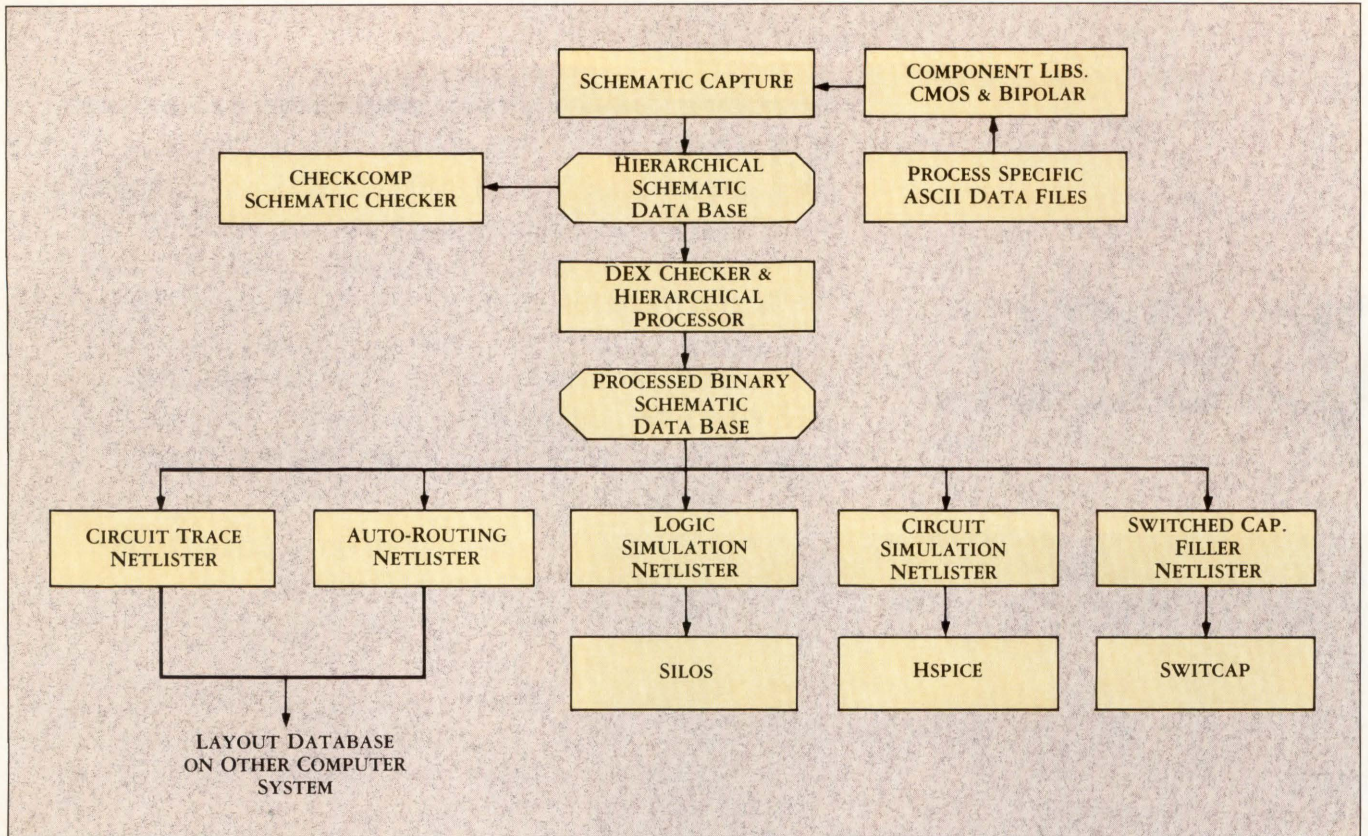 SCHEMATIC CAPTURE
COMPONENT LIBS.
CMOS & BIPOLAR
CHECKCOMP
SCHEMATIC CHECKER
HIERARCHICAL
SCHEMATIC
DATA BASE
PROCESS SPECIFIC
ASCII DATA FILES
DEX CHECKER &
HIERARCHICAL
PROCESSOR
PROCESSED BINARY
SCHEMATIC
DATA BASE
CIRCUIT TRACE
NETLISTER
AUTO-ROUTING
NETLISTER
LOGIC
SIMULATION
NETLISTER
CIRCUIT
SIMULATION
NETLISTER
SWITCHED CAP.
FILLER
NETLISTER
SILOS
HSPICE
SWITCAP
LAYOUT DATABASE
ON OTHER COMPUTER
SYSTEM